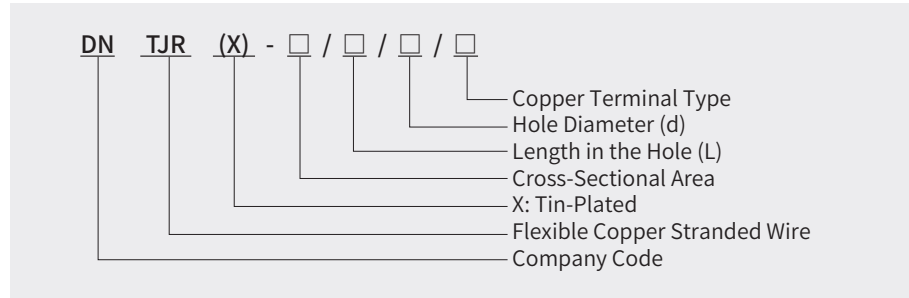 DN TJR (X) - □ / □ / □ / □
Copper Terminal Type
Hole Diameter (d)
Length in the Hole (L)
Cross-Sectional Area
X: Tin-Plated
Flexible Copper Stranded Wire
Company Code